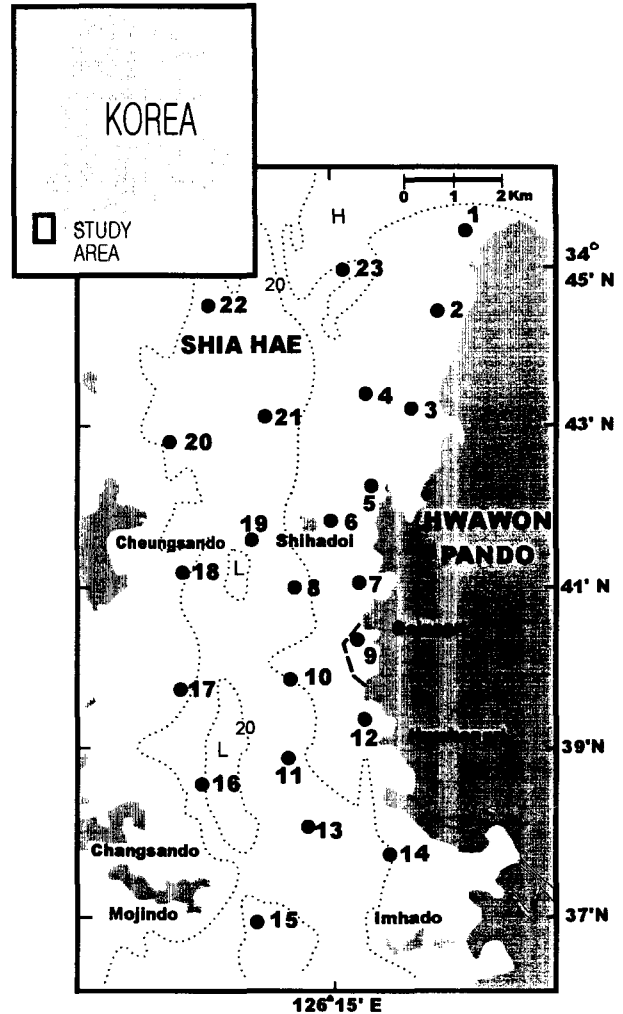 KOREA
STUDY
AREA
0 1 2 Km
H
1
34°
45' N
23
20
22
2
SHIA HAE
4
3
21
43' N
20
5
HWAWON
PANDO
6
19
Shihadoi
Cheungsando
L
18
8
7
41' N
9
10
17
20
12
L
39'N
11
16
13
14
Changsando
Mojindo
15
Imhado
37'N
126°15' E